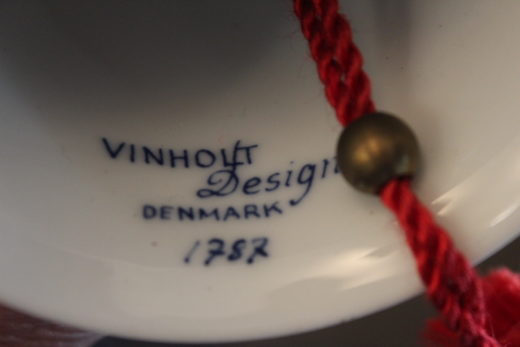 VINHOLT
Design
DENMARK
1787